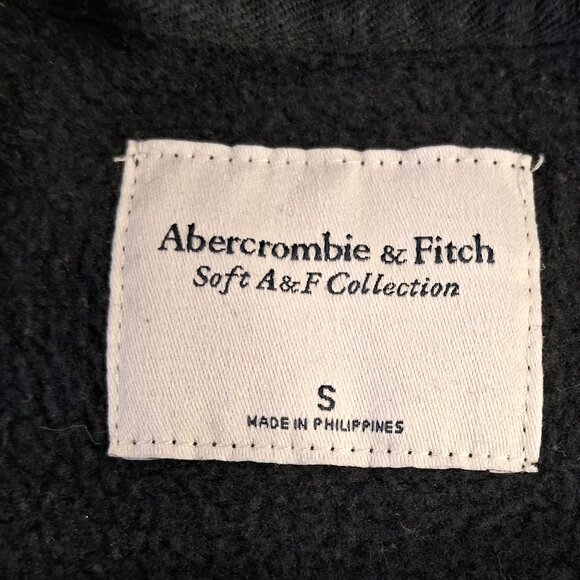 Abercrombie & Fitch
Soft A&F Collection
S
MADE IN PHILIPPINES